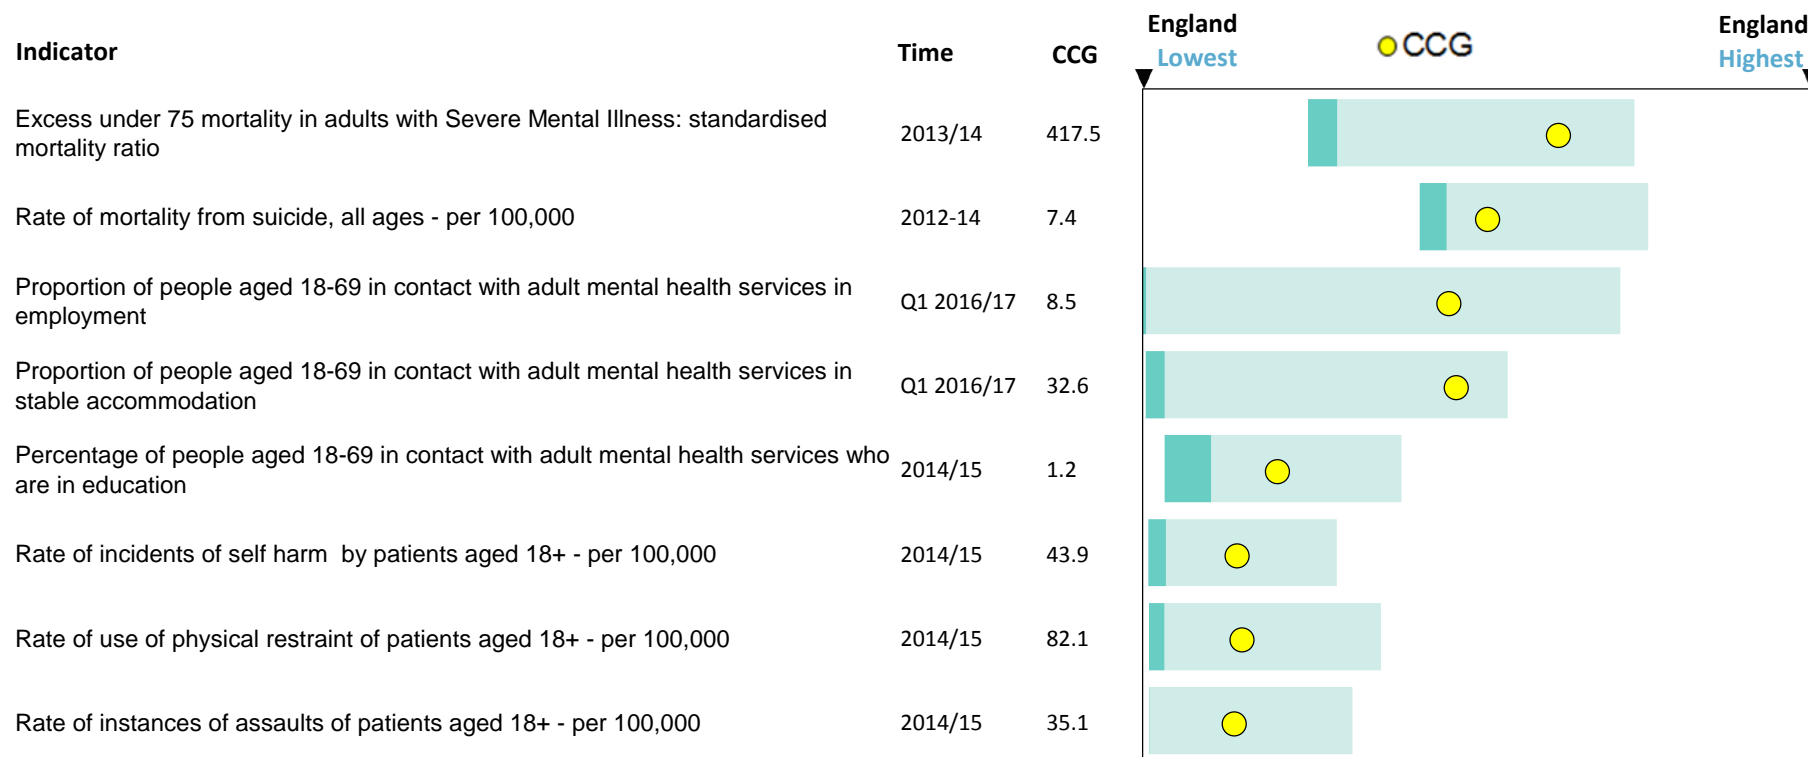 England England
Indicator Time CCG Lowest CCG Highest
Excess under 75 mortality in adults with Severe Mental Illness: standardised
mortality ratio 2013/14 417.5
Rate of mortality from suicide, all ages - per 100,000 2012-14 7.4
Proportion of people aged 18-69 in contact with adult mental health services in
employment Q1 2016/17 8.5
Proportion of people aged 18-69 in contact with adult mental health services in
stable accommodation Q1 2016/17 32.6
Percentage of people aged 18-69 in contact with adult mental health services who
are in education 2014/15 1.2
Rate of incidents of self harm by patients aged 18+ - per 100,000 2014/15 43.9
Rate of use of physical restraint of patients aged 18+ - per 100,000 2014/15 82.1
Rate of instances of assaults of patients aged 18+ - per 100,000 2014/15 35.1